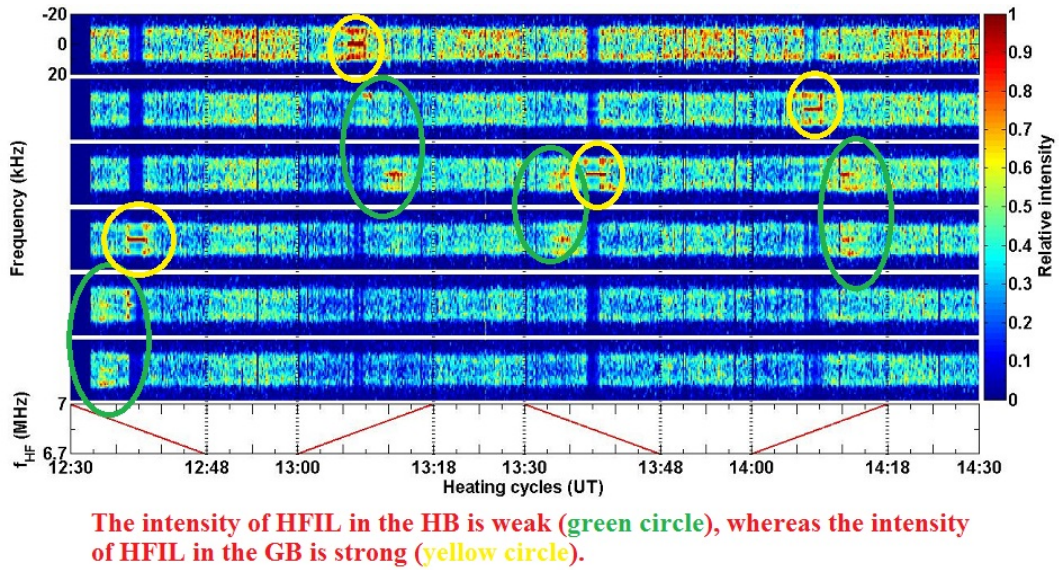 -20
0
20
Frequency (kHz)
1
0.9
0.8
0.7
0.6
0.5
0.4
0.3
0.2
0.1
0
Relative intensity
f_HF (MHz)
7
6.7
12:30 12:48 13:00 13:18 13:30 13:48 14:00 14:18 14:30
Heating cycles (UT)
The intensity of HFIL in the HB is weak (green circle), whereas the intensity
of HFIL in the GB is strong (yellow circle).